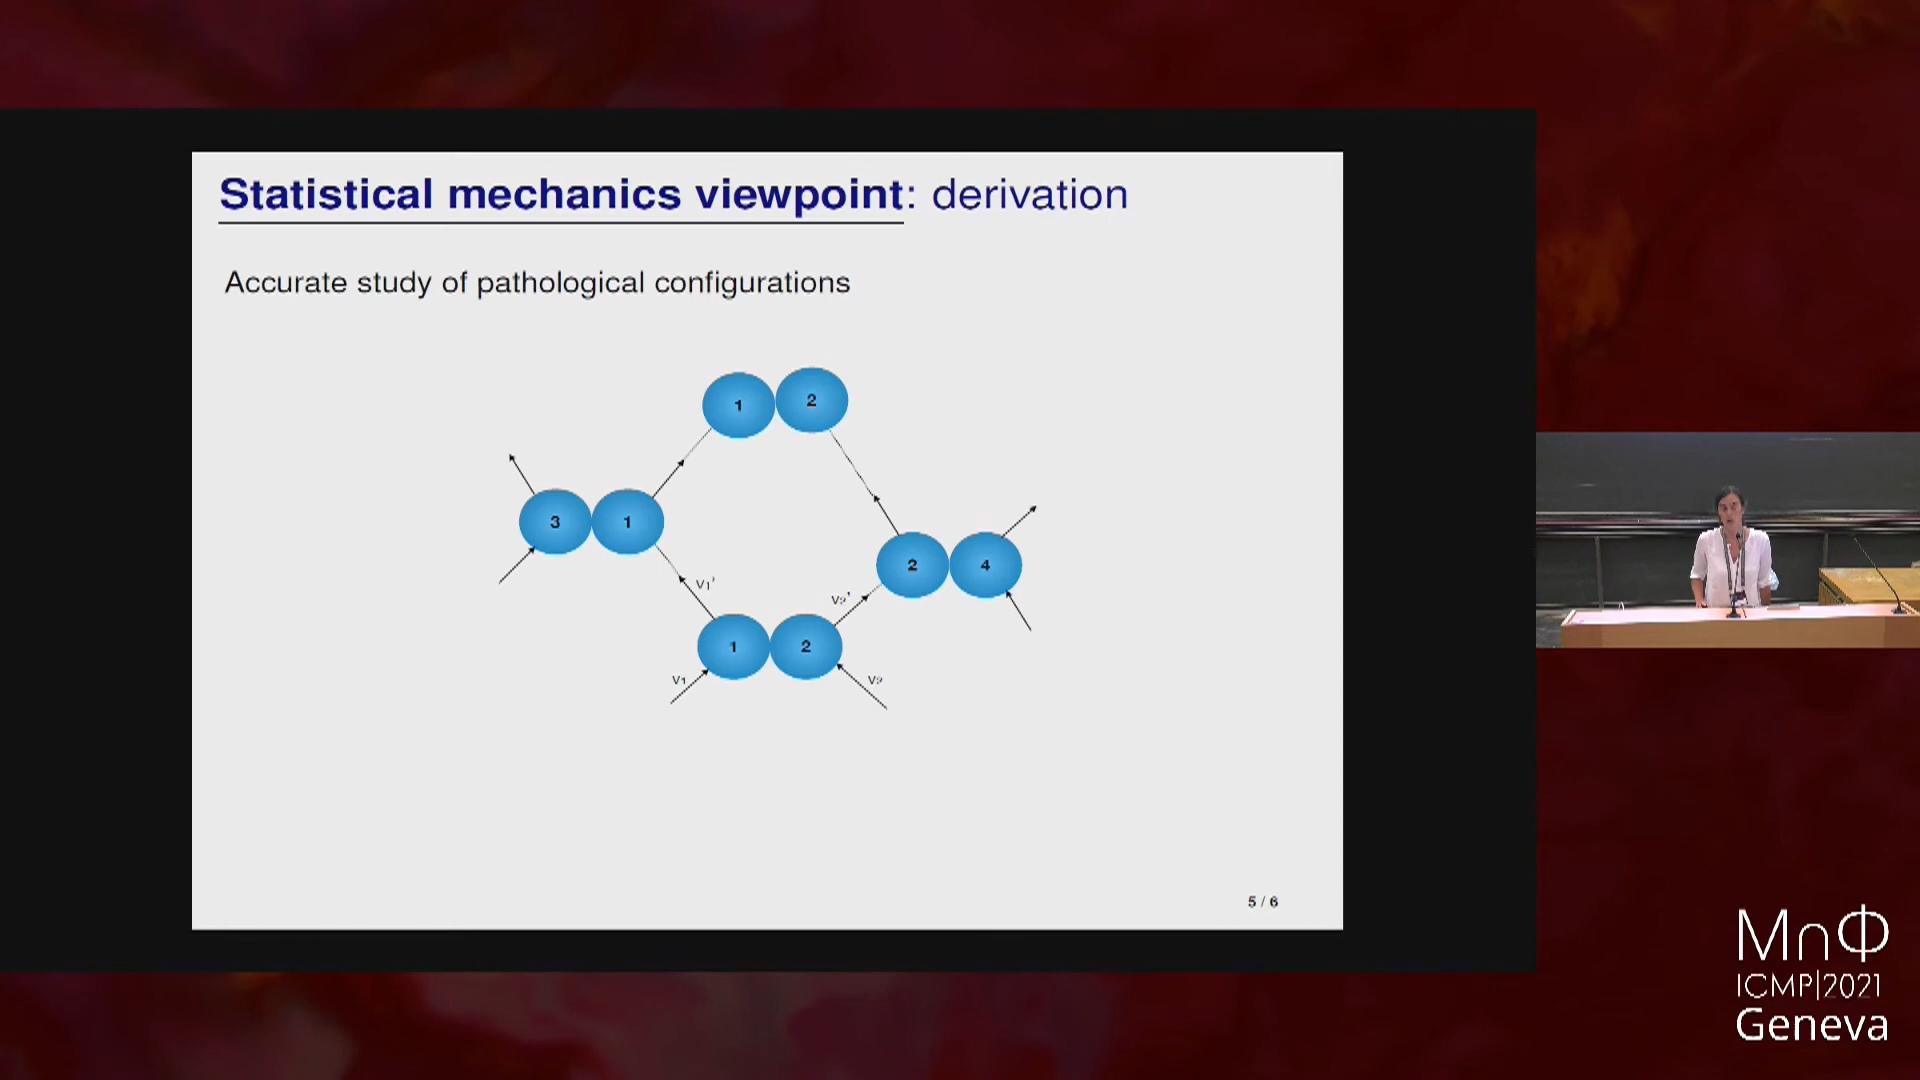 Statistical mechanics viewpoint: derivation
Accurate study of pathological configurations
1 2
3 1
2 4
v1'
v2'
1 2
v1
v2
5 / 6
MnΦ
ICMP|2021
Geneva